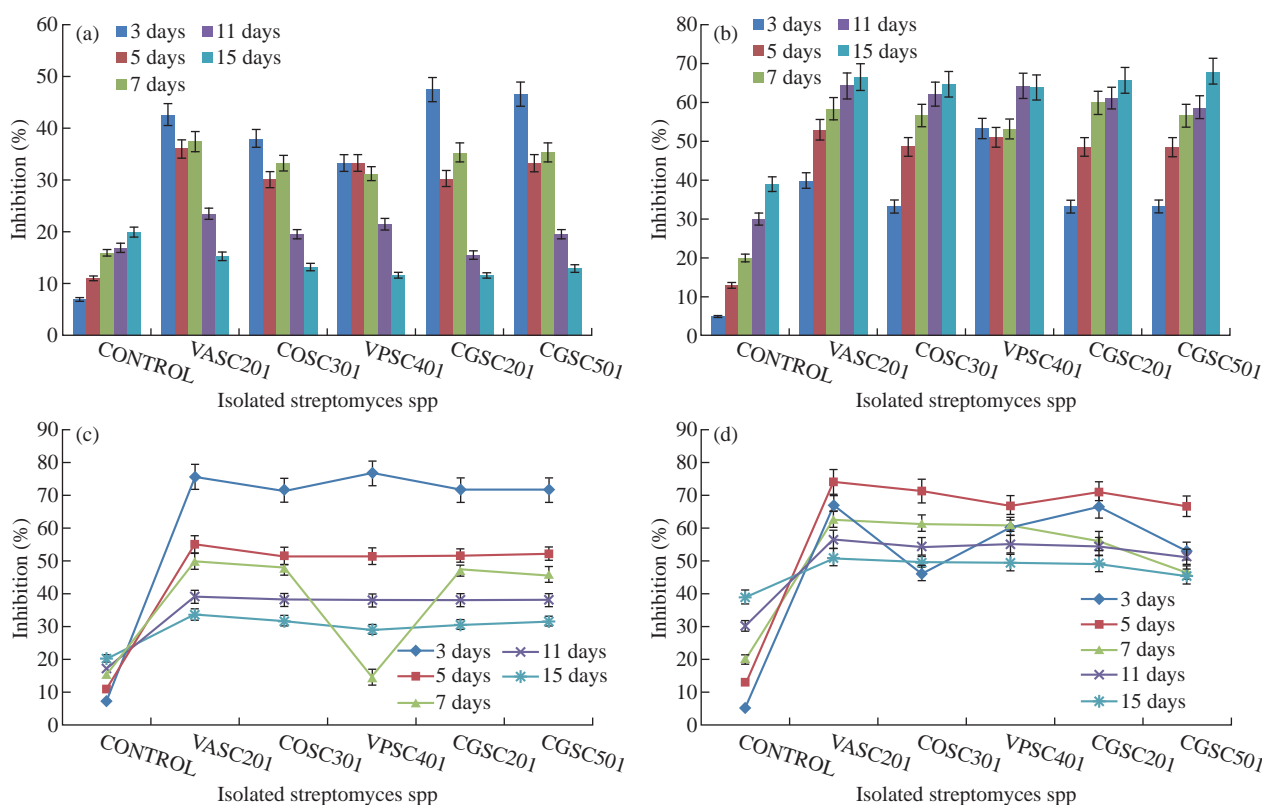 (a)
3 days
11 days
5 days
15 days
7 days
Inhibition (%)
60
50
40
30
20
10
0
CONTROL
VASC201
COSC301
VPSC401
CGSC201
CGSC501
Isolated streptomyces spp
(b)
3 days
11 days
5 days
15 days
7 days
Inhibition (%)
80
70
60
50
40
30
20
10
0
CONTROL
VASC201
COSC301
VPSC401
CGSC201
CGSC501
Isolated streptomyces spp
(c)
Inhibition (%)
90
80
70
60
50
40
30
20
10
0
3 days
11 days
5 days
15 days
7 days
CONTROL
VASC201
COSC301
VPSC401
CGSC201
CGSC501
Isolated streptomyces spp
(d)
Inhibition (%)
90
80
70
60
50
40
30
20
10
0
3 days
5 days
7 days
11 days
15 days
CONTROL
VASC201
COSC301
VPSC401
CGSC201
CGSC501
Isolated streptomyces spp